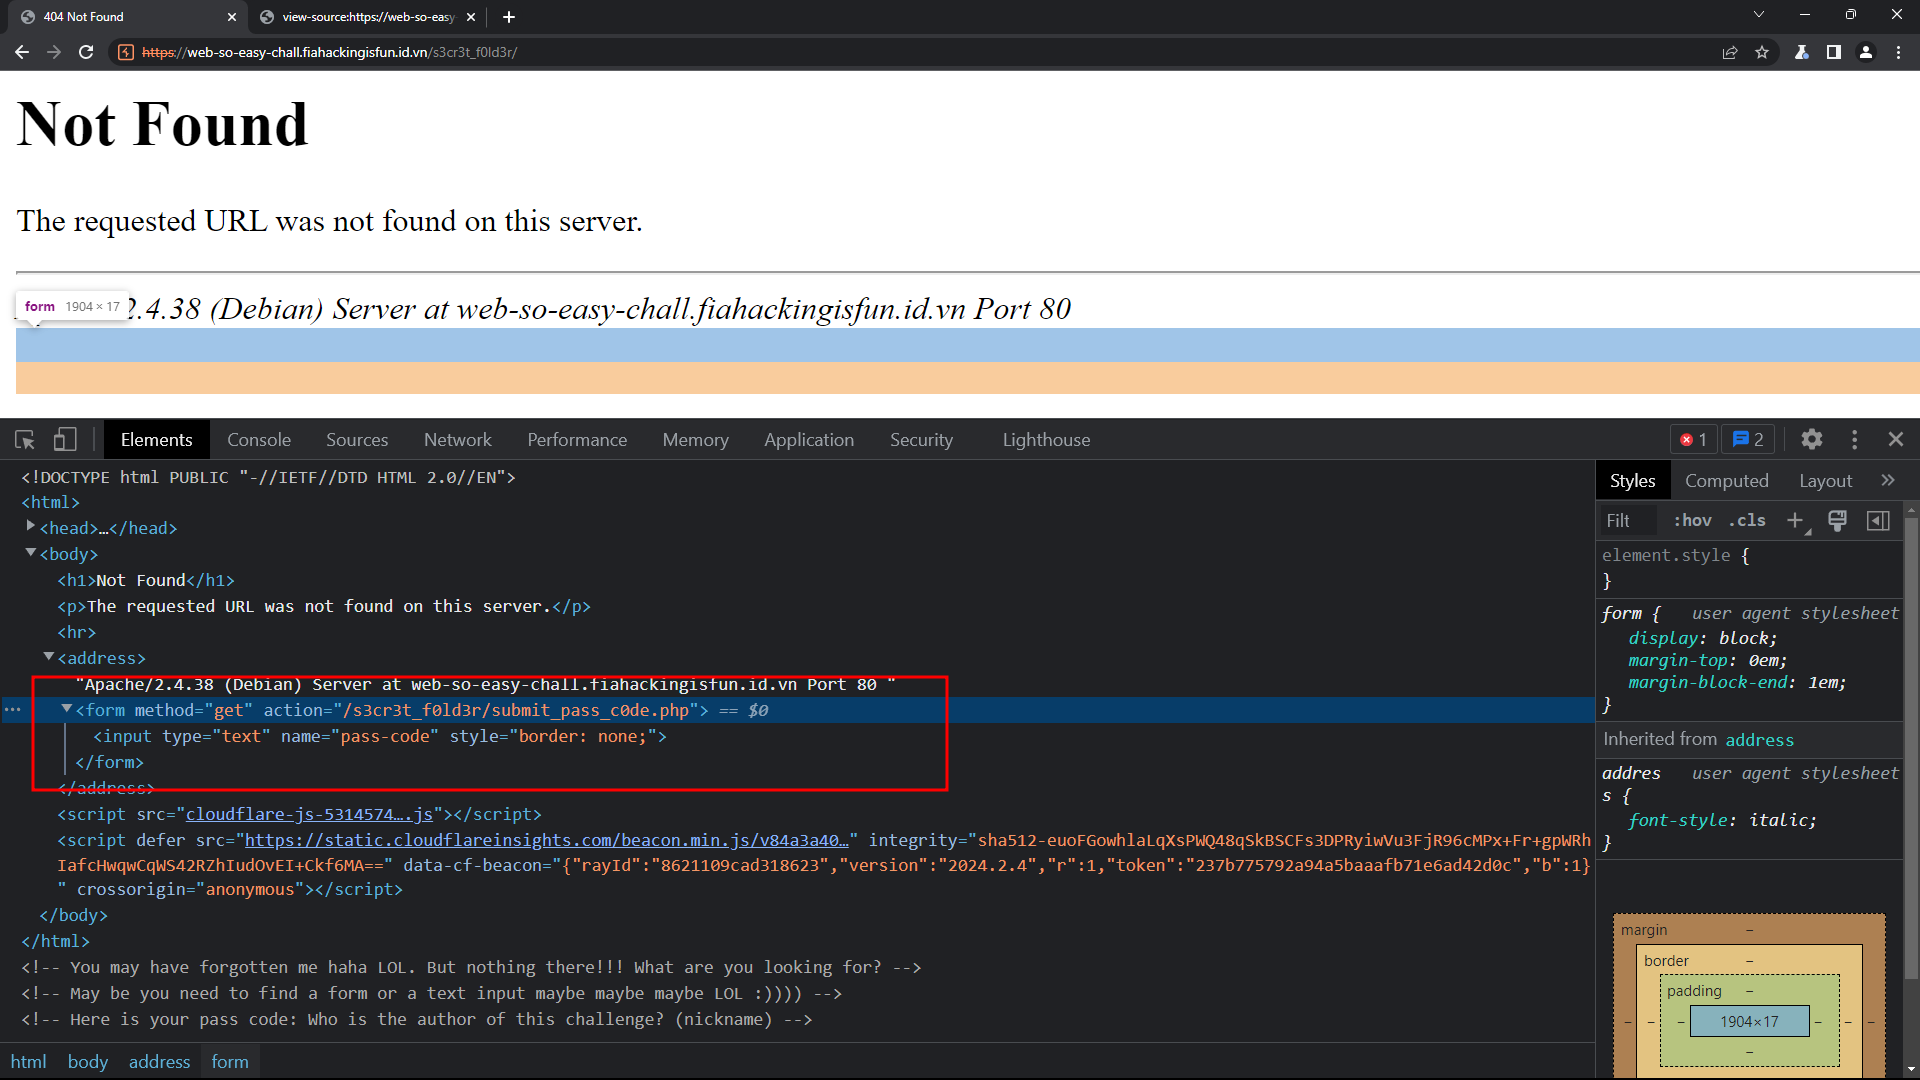 404 Not Found
view-source:https://web-so-easy-
https://web-so-easy-chall.fiahackingisfun.id.vn/s3cr3t_f0ld3r/
Not Found
The requested URL was not found on this server.
form 1904 × 17
2.4.38 (Debian) Server at web-so-easy-chall.fiahackingisfun.id.vn Port 80
Elements Console Sources Network Performance Memory Application Security Lighthouse 1 2
<!DOCTYPE html PUBLIC "-//IETF//DTD HTML 2.0//EN">
<html>
<head>…</head>
<body>
<h1>Not Found</h1>
<p>The requested URL was not found on this server.</p>
<hr>
<address>
"Apache/2.4.38 (Debian) Server at web-so-easy-chall.fiahackingisfun.id.vn Port 80 "
<form method="get" action="/s3cr3t_f0ld3r/submit_pass_c0de.php"> == $0
<input type="text" name="pass-code" style="border: none;">
</form>
</address>
<script src="cloudflare-js-5314574….js"></script>
<script defer src="https://static.cloudflareinsights.com/beacon.min.js/v84a3a40…" integrity="sha512-euoFGowhlaLqXsPWQ48qSkBSCFs3DPRyiwVu3FjR96cMPx+Fr+gpWRh
IafcHwqwCqWS42RZhIudOvEI+Ckf6MA==" data-cf-beacon="{"rayId":"8621109cad318623","version":"2024.2.4","r":1,"token":"237b775792a94a5baaafb71e6ad42d0c","b":1}
" crossorigin="anonymous"></script>
</body>
</html>
<!-- You may have forgotten me haha LOL. But nothing there!!! What are you looking for? -->
<!-- May be you need to find a form or a text input maybe maybe maybe LOL :)))) -->
<!-- Here is your pass code: Who is the author of this challenge? (nickname) -->
html body address form
Styles Computed Layout
Filt :hov .cls
element.style {
}
form { user agent stylesheet
display: block;
margin-top: 0em;
margin-block-end: 1em;
}
Inherited from address
addres user agent stylesheet
s {
font-style: italic;
}
margin –
border –
padding –
– – – 1904×17 – – –
–